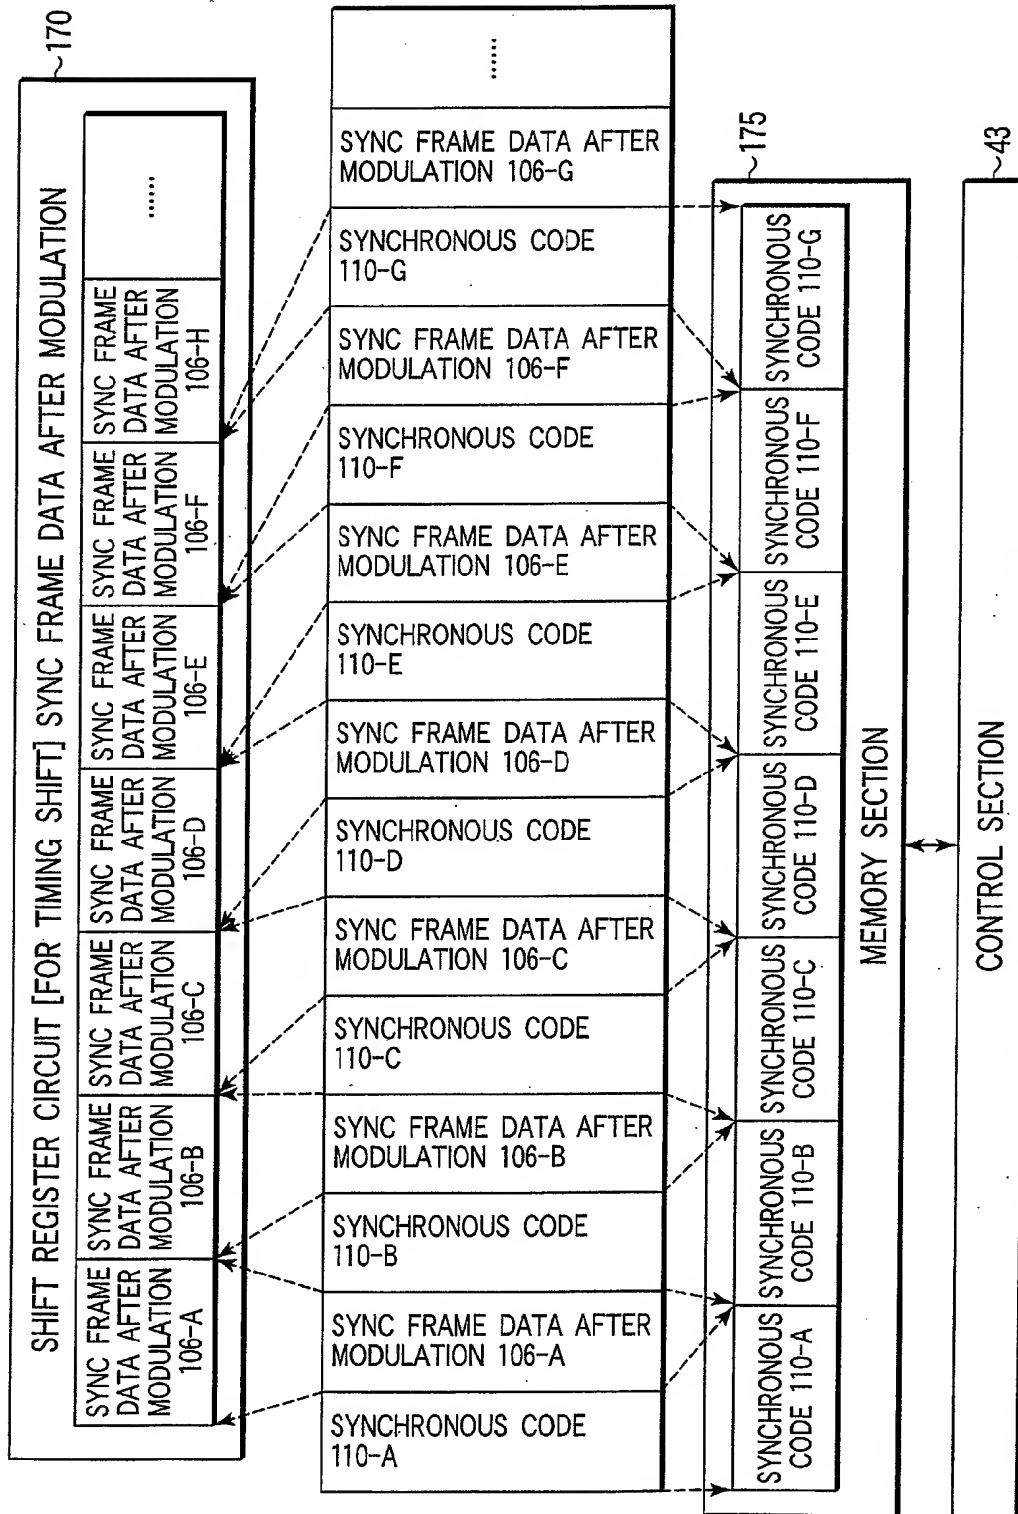 SHIFT REGISTER CIRCUIT [FOR TIMING SHIFT] SYNC FRAME DATA AFTER MODULATION
170
SYNC FRAME
DATA AFTER
MODULATION
106-A
SYNC FRAME
DATA AFTER
MODULATION
106-B
SYNC FRAME
DATA AFTER
MODULATION
106-C
SYNC FRAME
DATA AFTER
MODULATION
106-D
SYNC FRAME
DATA AFTER
MODULATION
106-E
SYNC FRAME
DATA AFTER
MODULATION
106-F
SYNC FRAME
DATA AFTER
MODULATION
106-H
......
SYNCHRONOUS CODE
110-A
SYNC FRAME DATA AFTER
MODULATION 106-A
SYNCHRONOUS CODE
110-B
SYNC FRAME DATA AFTER
MODULATION 106-B
SYNCHRONOUS CODE
110-C
SYNC FRAME DATA AFTER
MODULATION 106-C
SYNCHRONOUS CODE
110-D
SYNC FRAME DATA AFTER
MODULATION 106-D
SYNCHRONOUS CODE
110-E
SYNC FRAME DATA AFTER
MODULATION 106-E
SYNCHRONOUS CODE
110-F
SYNC FRAME DATA AFTER
MODULATION 106-F
SYNCHRONOUS CODE
110-G
SYNC FRAME DATA AFTER
MODULATION 106-G
......
175
SYNCHRONOUS
CODE 110-A
SYNCHRONOUS
CODE 110-B
SYNCHRONOUS
CODE 110-C
SYNCHRONOUS
CODE 110-D
SYNCHRONOUS
CODE 110-E
SYNCHRONOUS
CODE 110-F
SYNCHRONOUS
CODE 110-G
MEMORY SECTION
43
CONTROL SECTION